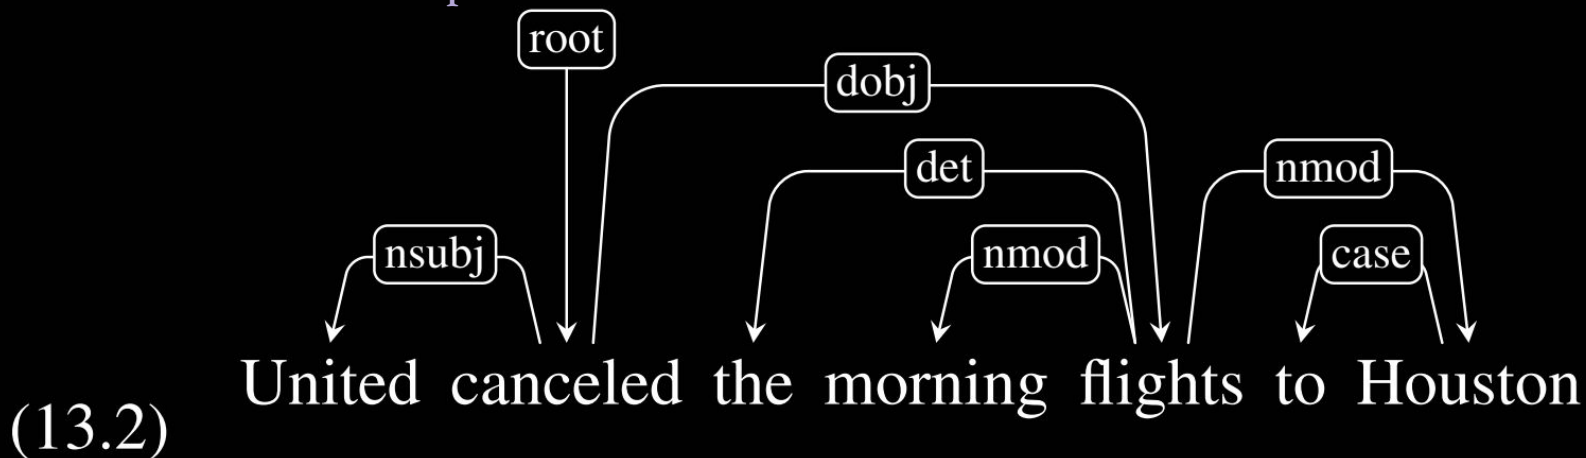 root
dobj
det
nmod
nsubj
nmod
case
United canceled the morning flights to Houston
(13.2)